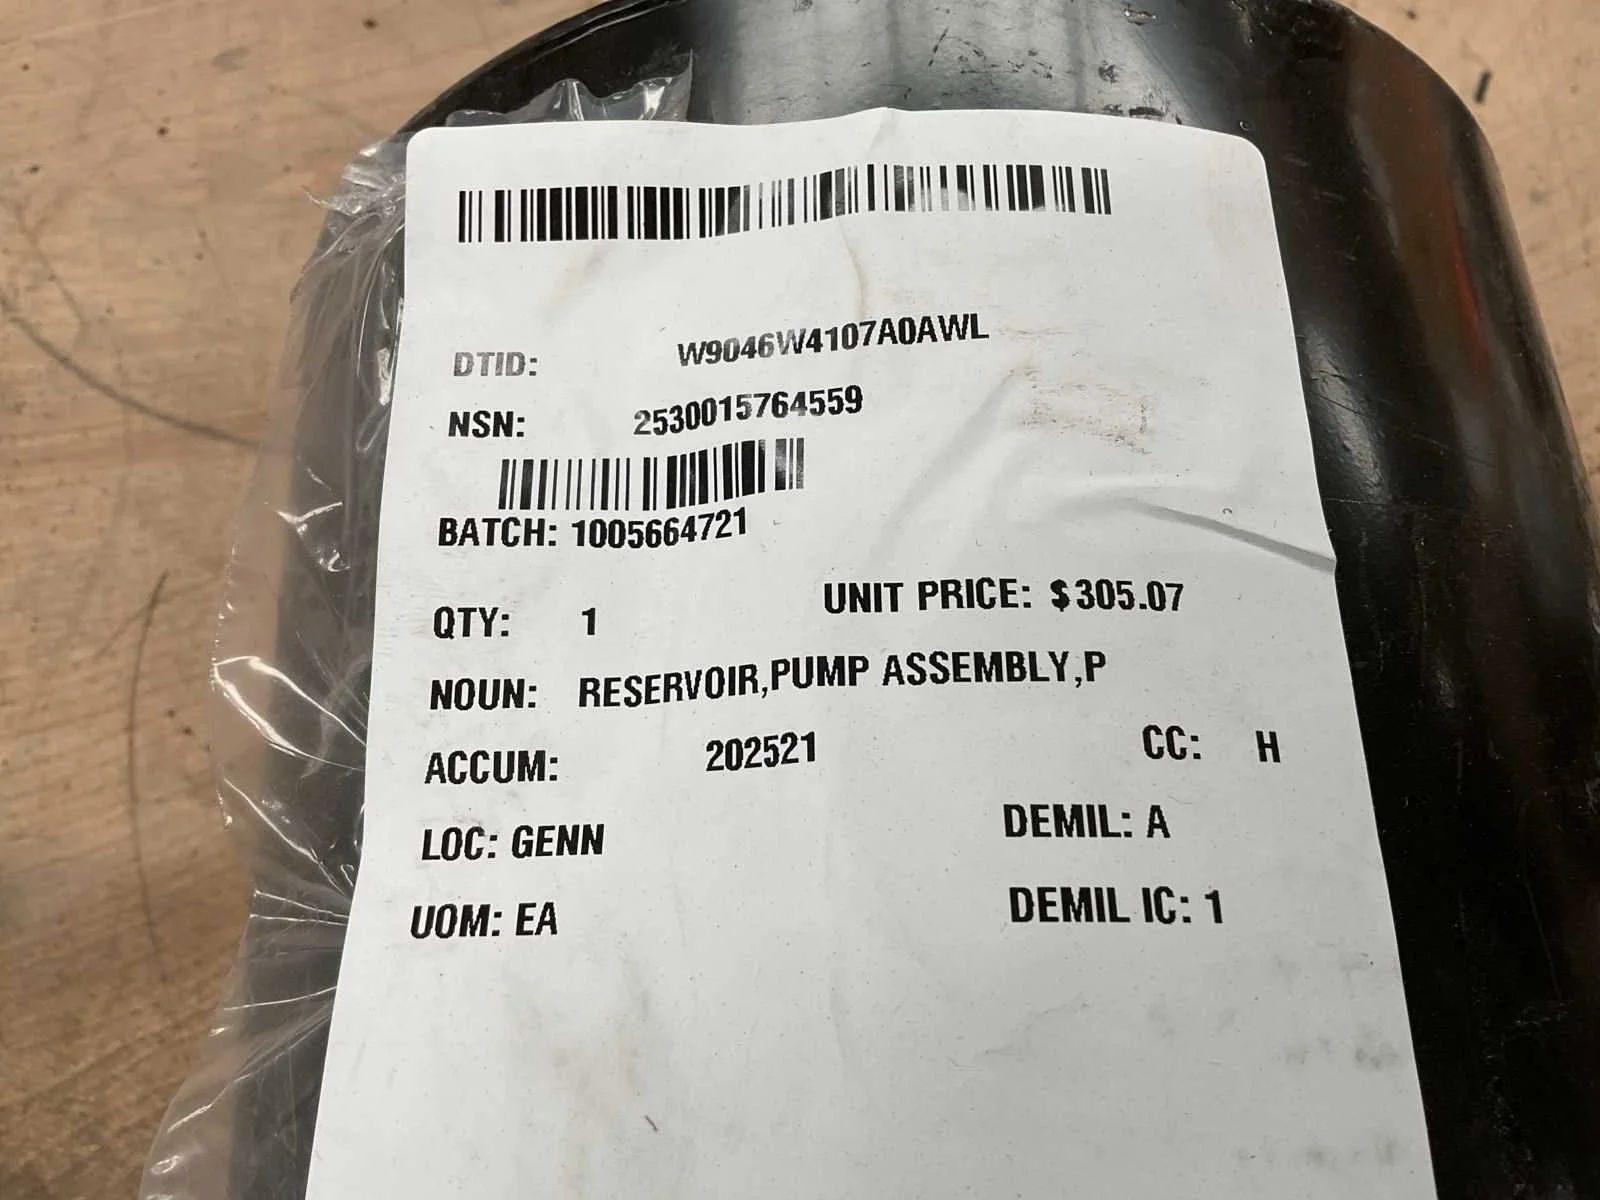 DTID: W9046W4107A0AWL
NSN: 2530015764559
BATCH: 1005664721
QTY: 1 UNIT PRICE: $305.07
NOUN: RESERVOIR,PUMP ASSEMBLY,P
ACCUM: 202521 CC: H
LOC: GENN DEMIL: A
UOM: EA DEMIL IC: 1